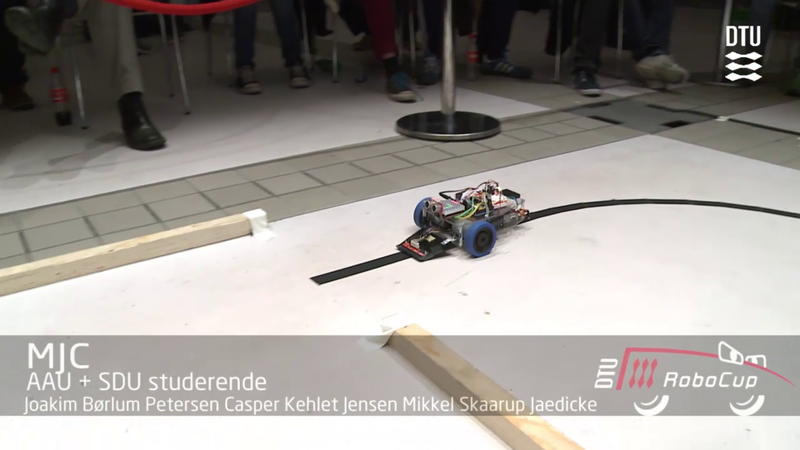 DTU
MJC
AAU + SDU studerende
Joakim Børlum Petersen Casper Kehlet Jensen Mikkel Skaarup Jaedicke
DTU
RoboCup